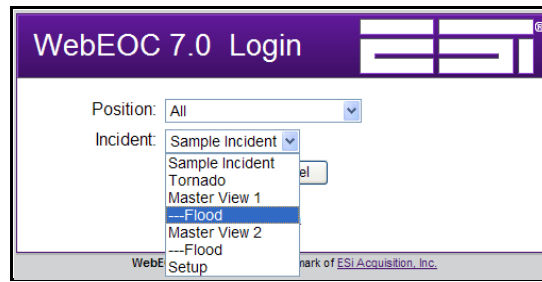 WebEOC 7.0 Login
ESi®
Position: All
Incident: Sample Incident
Sample Incident
Tornado
Master View 1
---Flood
Master View 2
---Flood
Setup
el
WebE
mark of ESi Acquisition, Inc.